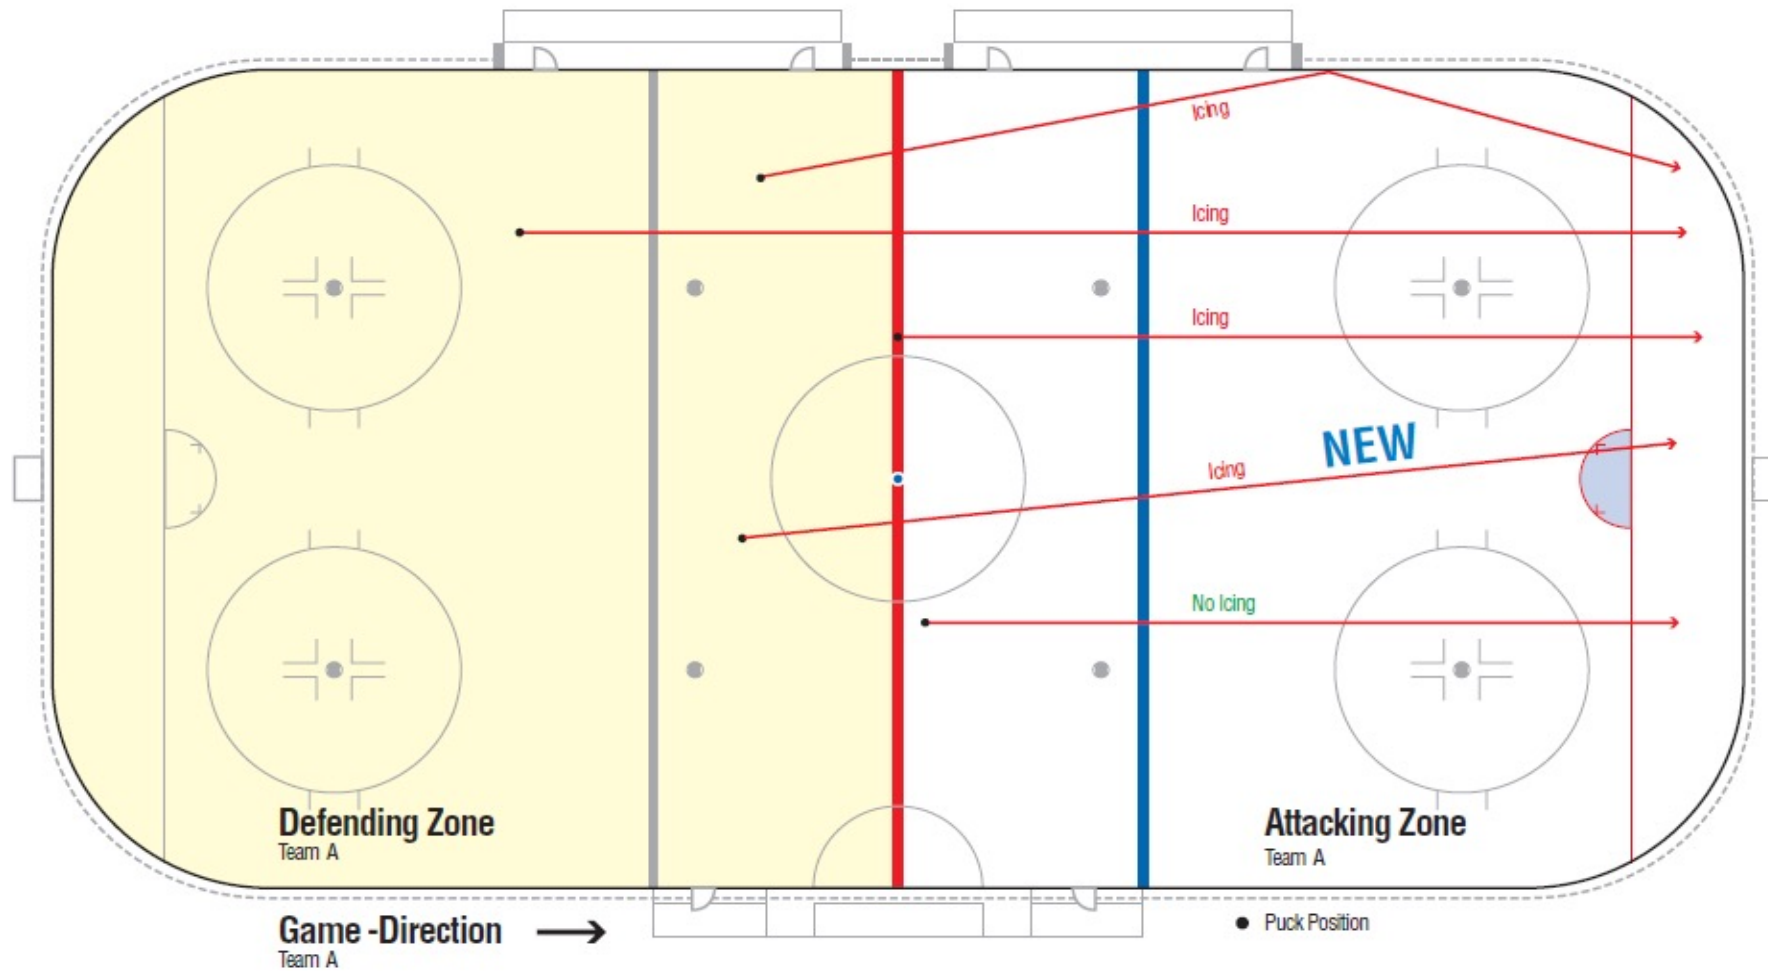 Icing
Icing
Icing
NEW
Icing
No Icing
Defending Zone
Team A
Attacking Zone
Team A
Game -Direction
Team A
Puck Position